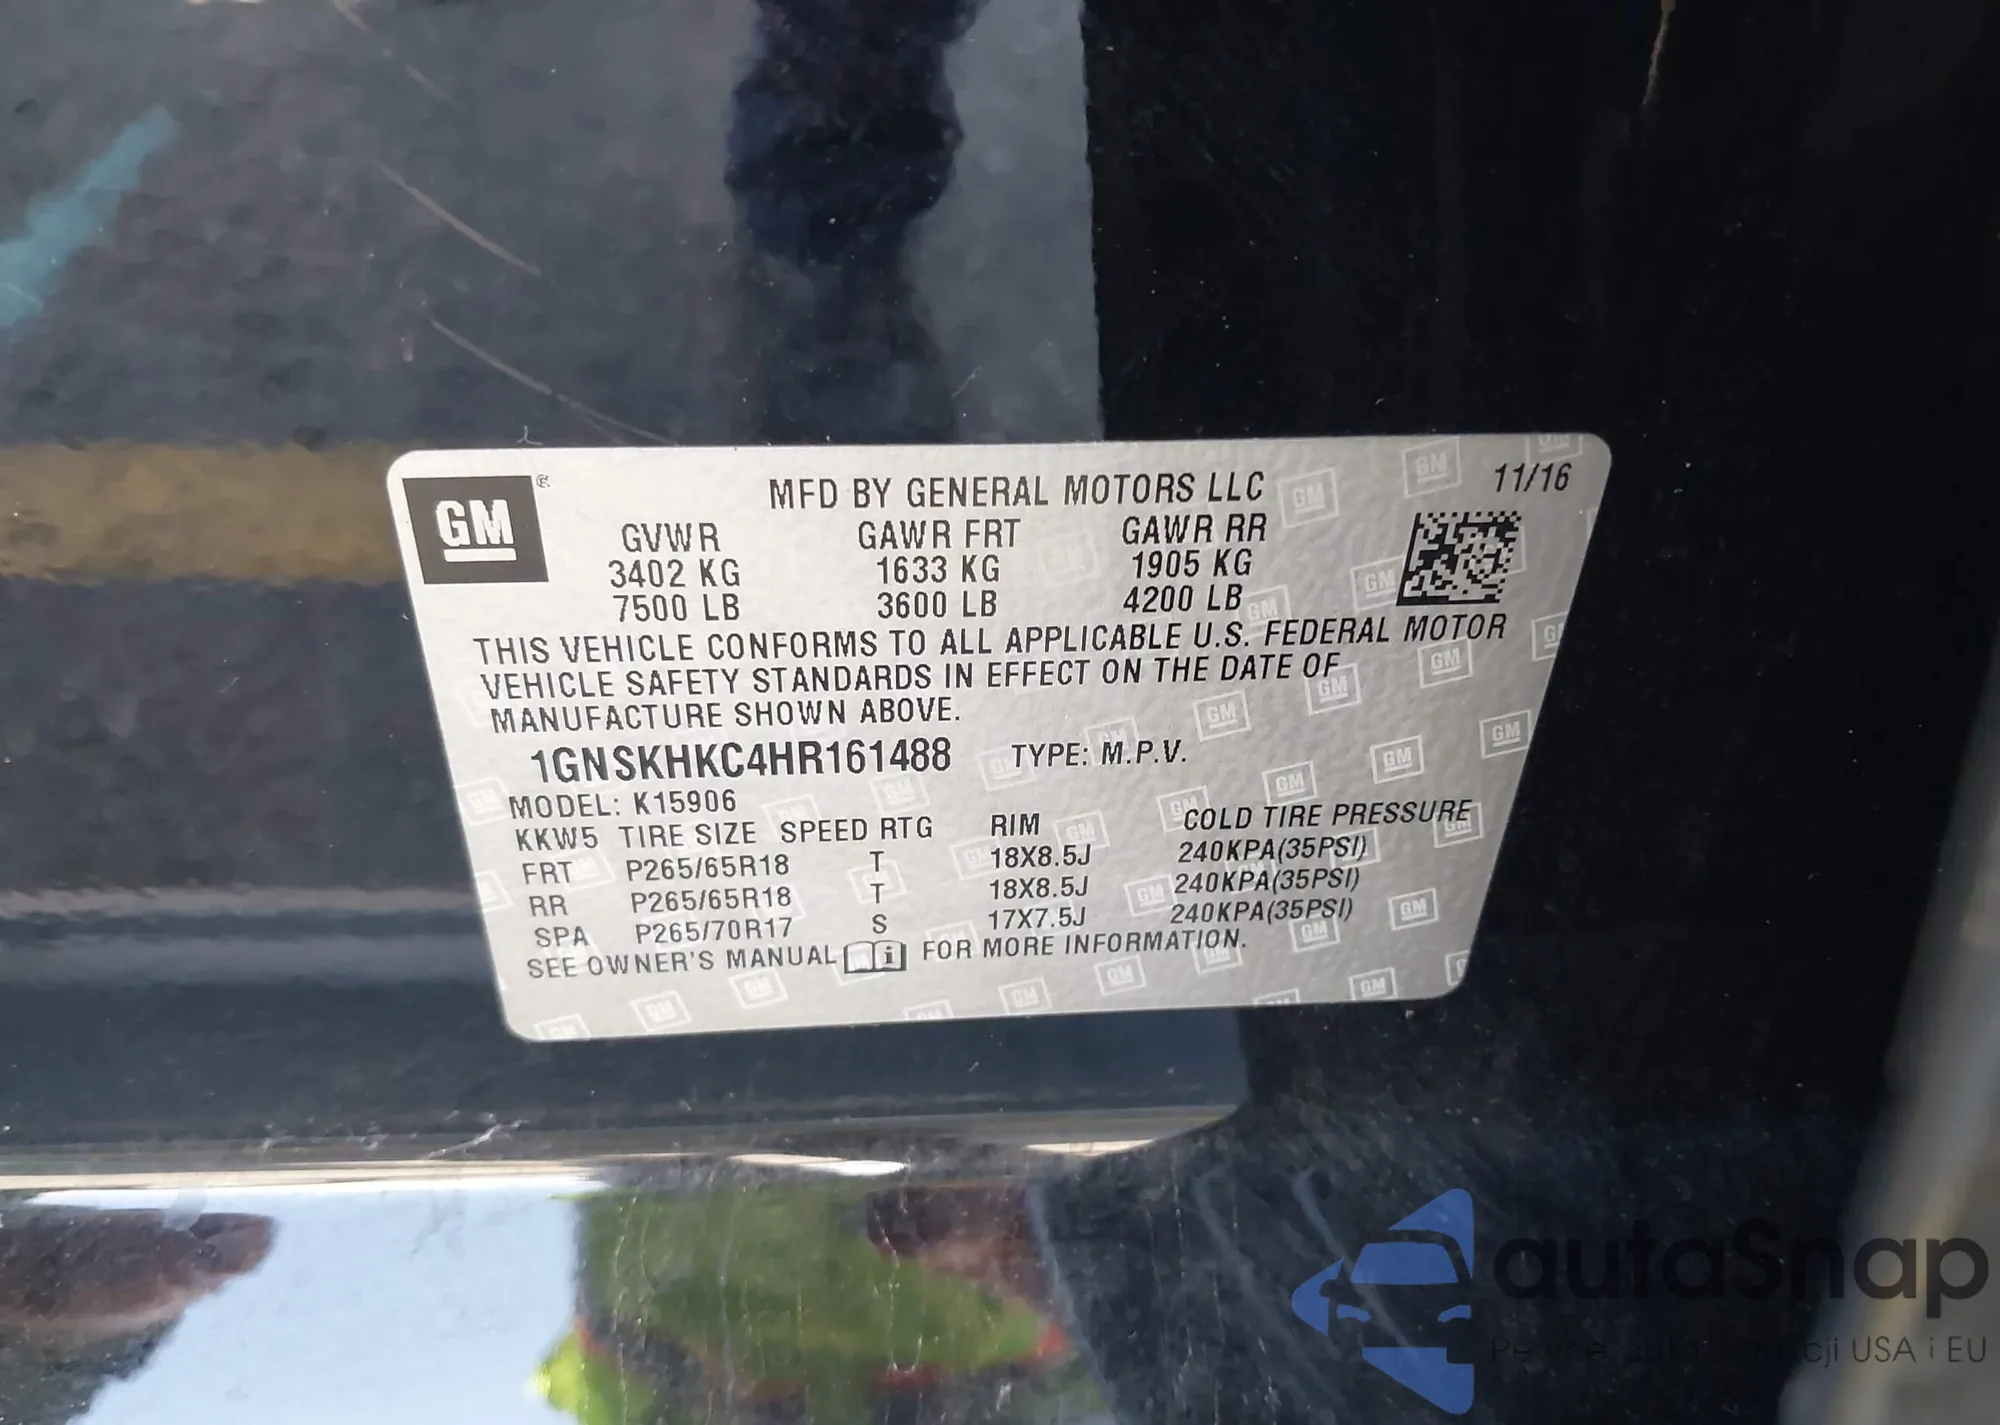 GM
MFD BY GENERAL MOTORS LLC 11/16
GVWR GAWR FRT GAWR RR
3402 KG 1633 KG 1905 KG
7500 LB 3600 LB 4200 LB
THIS VEHICLE CONFORMS TO ALL APPLICABLE U.S. FEDERAL MOTOR
VEHICLE SAFETY STANDARDS IN EFFECT ON THE DATE OF
MANUFACTURE SHOWN ABOVE.
1GNSKHKC4HR161488 TYPE: M.P.V.
MODEL: K15906
KKW5 TIRE SIZE SPEED RTG RIM COLD TIRE PRESSURE
FRT P265/65R18 T 18X8.5J 240KPA(35PSI)
RR P265/65R18 T 18X8.5J 240KPA(35PSI)
SPA P265/70R17 S 17X7.5J 240KPA(35PSI)
SEE OWNER'S MANUAL FOR MORE INFORMATION.
autaSnap
USA i EU